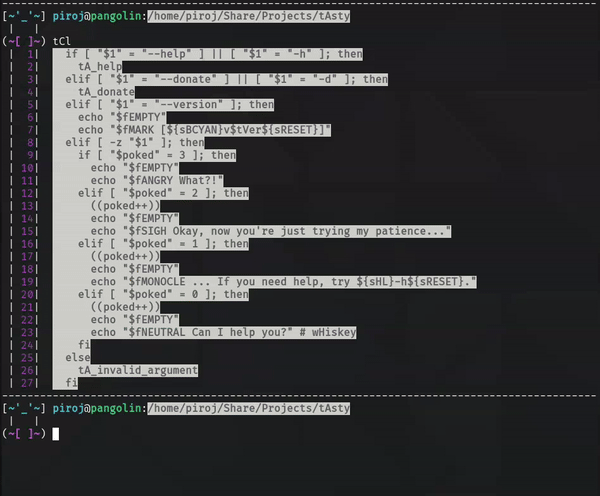 [~'_'~] piroj@pangolin:/home/piroj/Share/Projects/tAsty
 |   |
(~[ ]~) tCl
|  1|   if [ "$1" = "--help" ] || [ "$1" = "-h" ]; then
|  2|     tA_help
|  3|   elif [ "$1" = "--donate" ] || [ "$1" = "-d" ]; then
|  4|     tA_donate
|  5|   elif [ "$1" = "--version" ]; then
|  6|     echo "$fEMPTY"
|  7|     echo "$fMARK [${sBCYAN}v$tVer${sRESET}]"
|  8|   elif [ -z "$1" ]; then
|  9|     if [ "$poked" = 3 ]; then
| 10|       echo "$fEMPTY"
| 11|       echo "$fANGRY What?!"
| 12|     elif [ "$poked" = 2 ]; then
| 13|       ((poked++))
| 14|       echo "$fEMPTY"
| 15|       echo "$fSIGH Okay, now you're just trying my patience..."
| 16|     elif [ "$poked" = 1 ]; then
| 17|       ((poked++))
| 18|       echo "$fEMPTY"
| 19|       echo "$fMONOCLE ... If you need help, try ${sHL}-h${sRESET}."
| 20|     elif [ "$poked" = 0 ]; then
| 21|       ((poked++))
| 22|       echo "$fEMPTY"
| 23|       echo "$fNEUTRAL Can I help you?" # wHiskey
| 24|     fi
| 25|   else
| 26|     tA_invalid_argument
| 27|   fi
[~'_'~] piroj@pangolin:/home/piroj/Share/Projects/tAsty
 |   |
(~[ ]~)